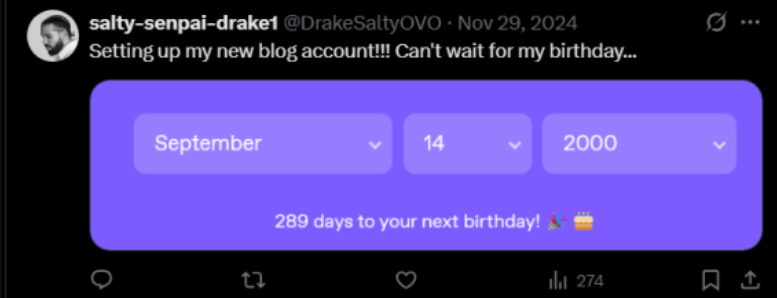 salty-senpai-drake1 @DrakeSaltyOVO · Nov 29, 2024
Setting up my new blog account!!! Can't wait for my birthday...
September 14 2000
289 days to your next birthday! 🎉 🎂
274